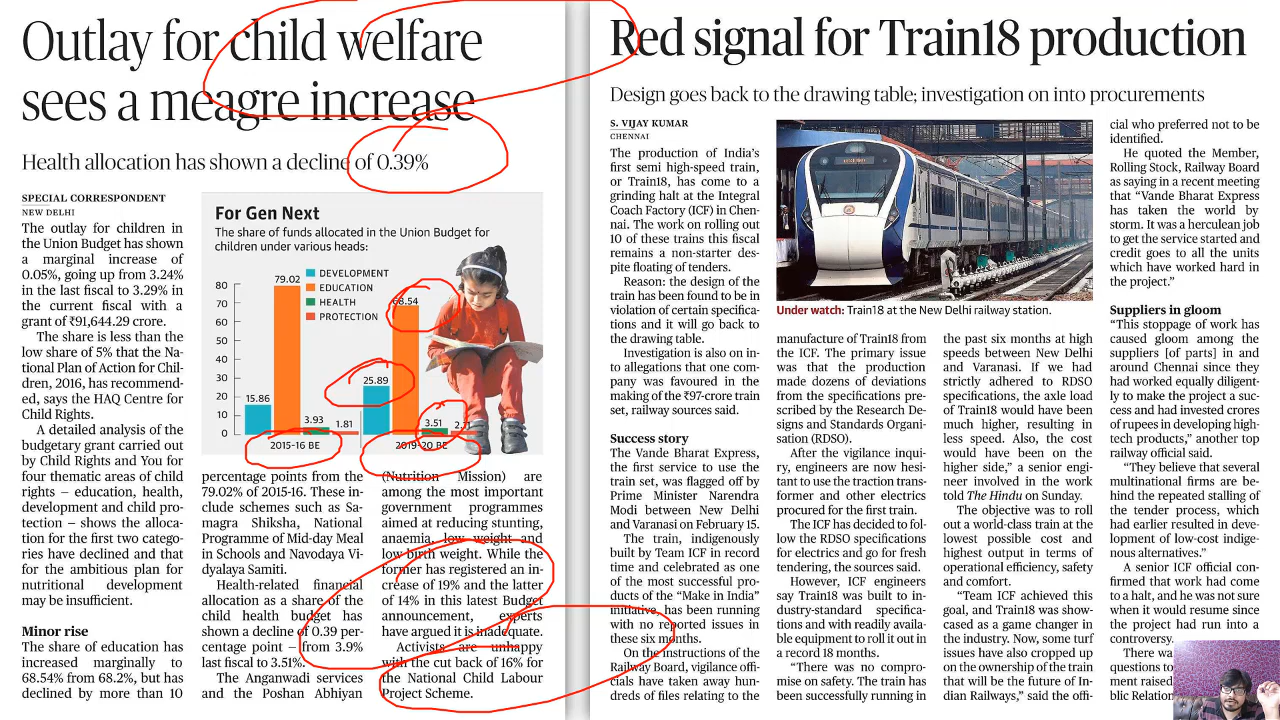 Outlay for child welfare
sees a meagre increase
Health allocation has shown a decline of 0.39%
SPECIAL CORRESPONDENT
NEW DELHI
The outlay for children in
the Union Budget has shown
a marginal increase of
0.05%, going up from 3.24%
in the last fiscal to 3.29% in
the current fiscal with a
grant of ₹91,644.29 crore.
The share is less than the
low share of 5% that the Na-
tional Plan of Action for Chil-
dren, 2016, has recommend-
ed, says the HAQ Centre for
Child Rights.
A detailed analysis of the
budgetary grant carried out
by Child Rights and You for
four thematic areas of child
rights – education, health,
development and child pro-
tection – shows the alloca-
tion for the first two catego-
ries have declined and that
for the ambitious plan for
nutritional development
may be insufficient.
Minor rise
The share of education has
increased marginally to
68.54% from 68.2%, but has
declined by more than 10
For Gen Next
The share of funds allocated in the Union Budget for
children under various heads:
DEVELOPMENT
EDUCATION
HEALTH
PROTECTION
80
70
60
50
40
30
20
10
0
15.86
79.02
3.93
1.81
25.89
68.54
3.51
2.
2015-16 BE
2019-20 BE
percentage points from the
79.02% of 2015-16. These in-
clude schemes such as Sa-
magra Shiksha, National
Programme of Mid-day Meal
in Schools and Navodaya Vi-
dyalaya Samiti.
Health-related financial
allocation as a share of the
child health budget has
shown a decline of 0.39 per-
centage point – from 3.9%
last fiscal to 3.51%.
The Anganwadi services
and the Poshan Abhiyan
(Nutrition Mission) are
among the most important
government programmes
aimed at reducing stunting,
anaemia, low weight and
low birth weight. While the
former has registered an in-
crease of 19% and the latter
of 14% in this latest Budget
announcement, experts
have argued it is inadequate.
Activists are unhappy
with the cut back of 16% for
the National Child Labour
Project Scheme.
Red signal for Train18 production
Design goes back to the drawing table; investigation on into procurements
S. VIJAY KUMAR
CHENNAI
The production of India's
first semi high-speed train,
or Train18, has come to a
grinding halt at the Integral
Coach Factory (ICF) in Chen-
nai. The work on rolling out
10 of these trains this fiscal
remains a non-starter des-
pite floating of tenders.
Reason: the design of the
train has been found to be in
violation of certain specifica-
tions and it will go back to
the drawing table.
Investigation is also on in-
to allegations that one com-
pany was favoured in the
making of the ₹97-crore train
set, railway sources said.
Success story
The Vande Bharat Express,
the first service to use the
train set, was flagged off by
Prime Minister Narendra
Modi between New Delhi
and Varanasi on February 15.
The train, indigenously
built by Team ICF in record
time and celebrated as one
of the most successful pro-
ducts of the "Make in India"
initiative, has been running
with no reported issues in
these six months.
On the instructions of the
Railway Board, vigilance offi-
cials have taken away hun-
dreds of files relating to the
Under watch: Train18 at the New Delhi railway station.
manufacture of Train18 from
the ICF. The primary issue
was that the production
made dozens of deviations
from the specifications pre-
scribed by the Research De-
signs and Standards Organi-
sation (RDSO).
After the vigilance inqui-
ry, engineers are now hesi-
tant to use the traction trans-
former and other electrics
procured for the first train.
The ICF has decided to fol-
low the RDSO specifications
for electrics and go for fresh
tendering, the sources said.
However, ICF engineers
say Train18 was built to in-
dustry-standard specifica-
tions and with readily availa-
ble equipment to roll it out in
a record 18 months.
"There was no compro-
mise on safety. The train has
been successfully running in
the past six months at high
speeds between New Delhi
and Varanasi. If we had
strictly adhered to RDSO
specifications, the axle load
of Train18 would have been
much higher, resulting in
less speed. Also, the cost
would have been on the
higher side," a senior engi-
neer involved in the work
told The Hindu on Sunday.
The objective was to roll
out a world-class train at the
lowest possible cost and
highest output in terms of
operational efficiency, safety
and comfort.
"Team ICF achieved this
goal, and Train18 was show-
cased as a game changer in
the industry. Now, some turf
issues have also cropped up
on the ownership of the train
that will be the future of In-
dian Railways," said the offi-
cial who preferred not to be
identified.
He quoted the Member,
Rolling Stock, Railway Board
as saying in a recent meeting
that "Vande Bharat Express
has taken the world by
storm. It was a herculean job
to get the service started and
credit goes to all the units
which have worked hard in
the project."
Suppliers in gloom
"This stoppage of work has
caused gloom among the
suppliers [of parts] in and
around Chennai since they
had worked equally diligent-
ly to make the project a suc-
cess and had invested crores
of rupees in developing high-
tech products," another top
railway official said.
"They believe that several
multinational firms are be-
hind the repeated stalling of
the tender process, which
had earlier resulted in deve-
lopment of low-cost indige-
nous alternatives."
A senior ICF official con-
firmed that work had come
to a halt, and he was not sure
when it would resume since
the project had run into a
controversy.
There wa
questions to
ment raised
blic Relation